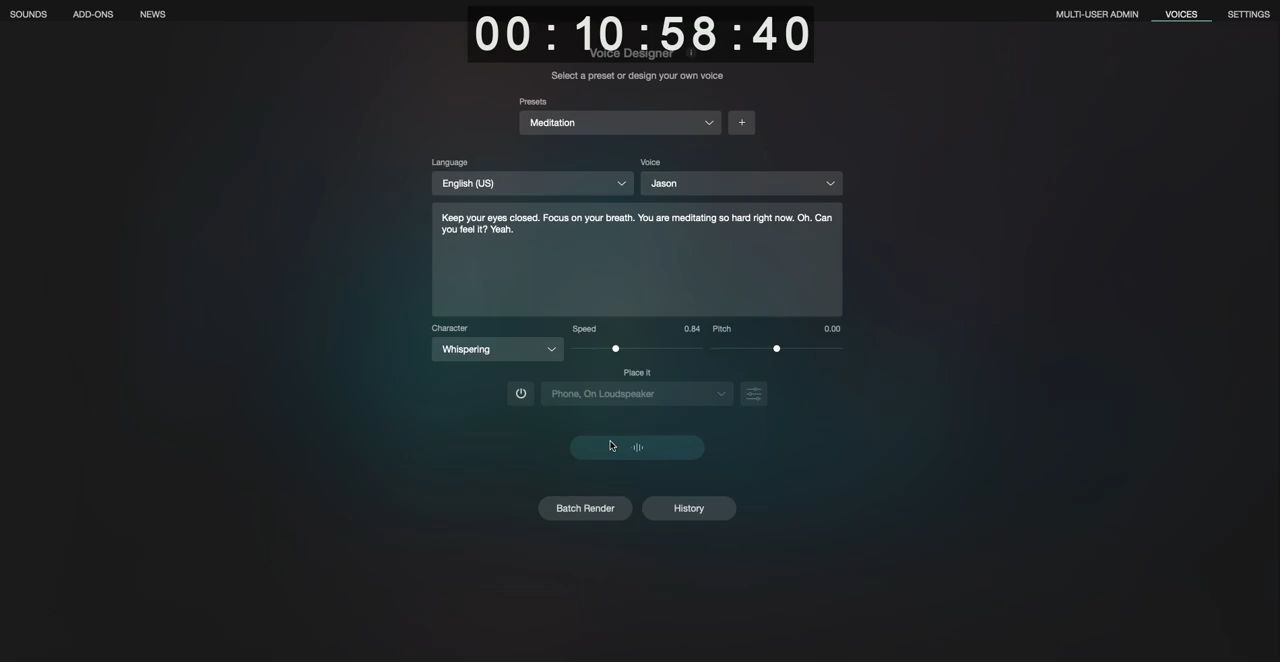 SOUNDS ADD-ONS NEWS MULTI-USER ADMIN VOICES SETTINGS
00 : 10 : 58 : 40
Voice Designer i
Select a preset or design your own voice
Presets
Meditation +
Language Voice
English (US) Jason
Keep your eyes closed. Focus on your breath. You are meditating so hard right now. Oh. Can
you feel it? Yeah.
Character Speed 0.84 Pitch 0.00
Whispering
Place it
Phone, On Loudspeaker
Batch Render History